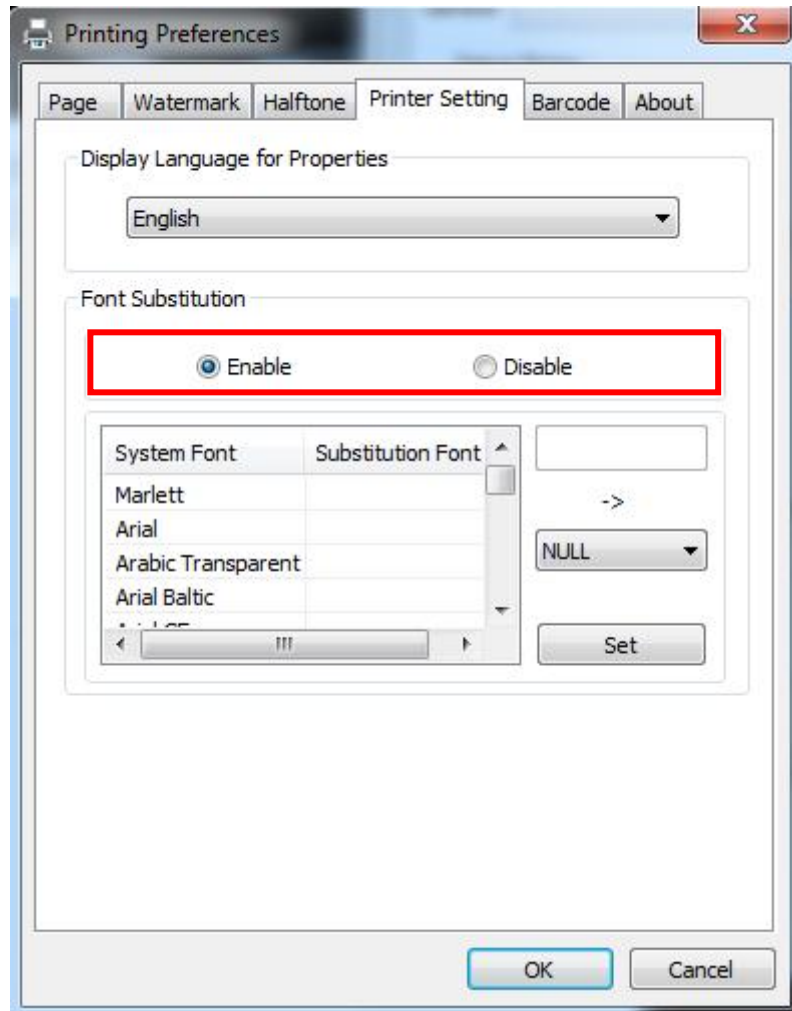 Printing Preferences
Page Watermark Halftone Printer Setting Barcode About
Display Language for Properties
English
Font Substitution
Enable Disable
System Font Substitution Font
Marlett
->
Arial
Arabic Transparent
NULL
Arial Baltic
Set
OK Cancel